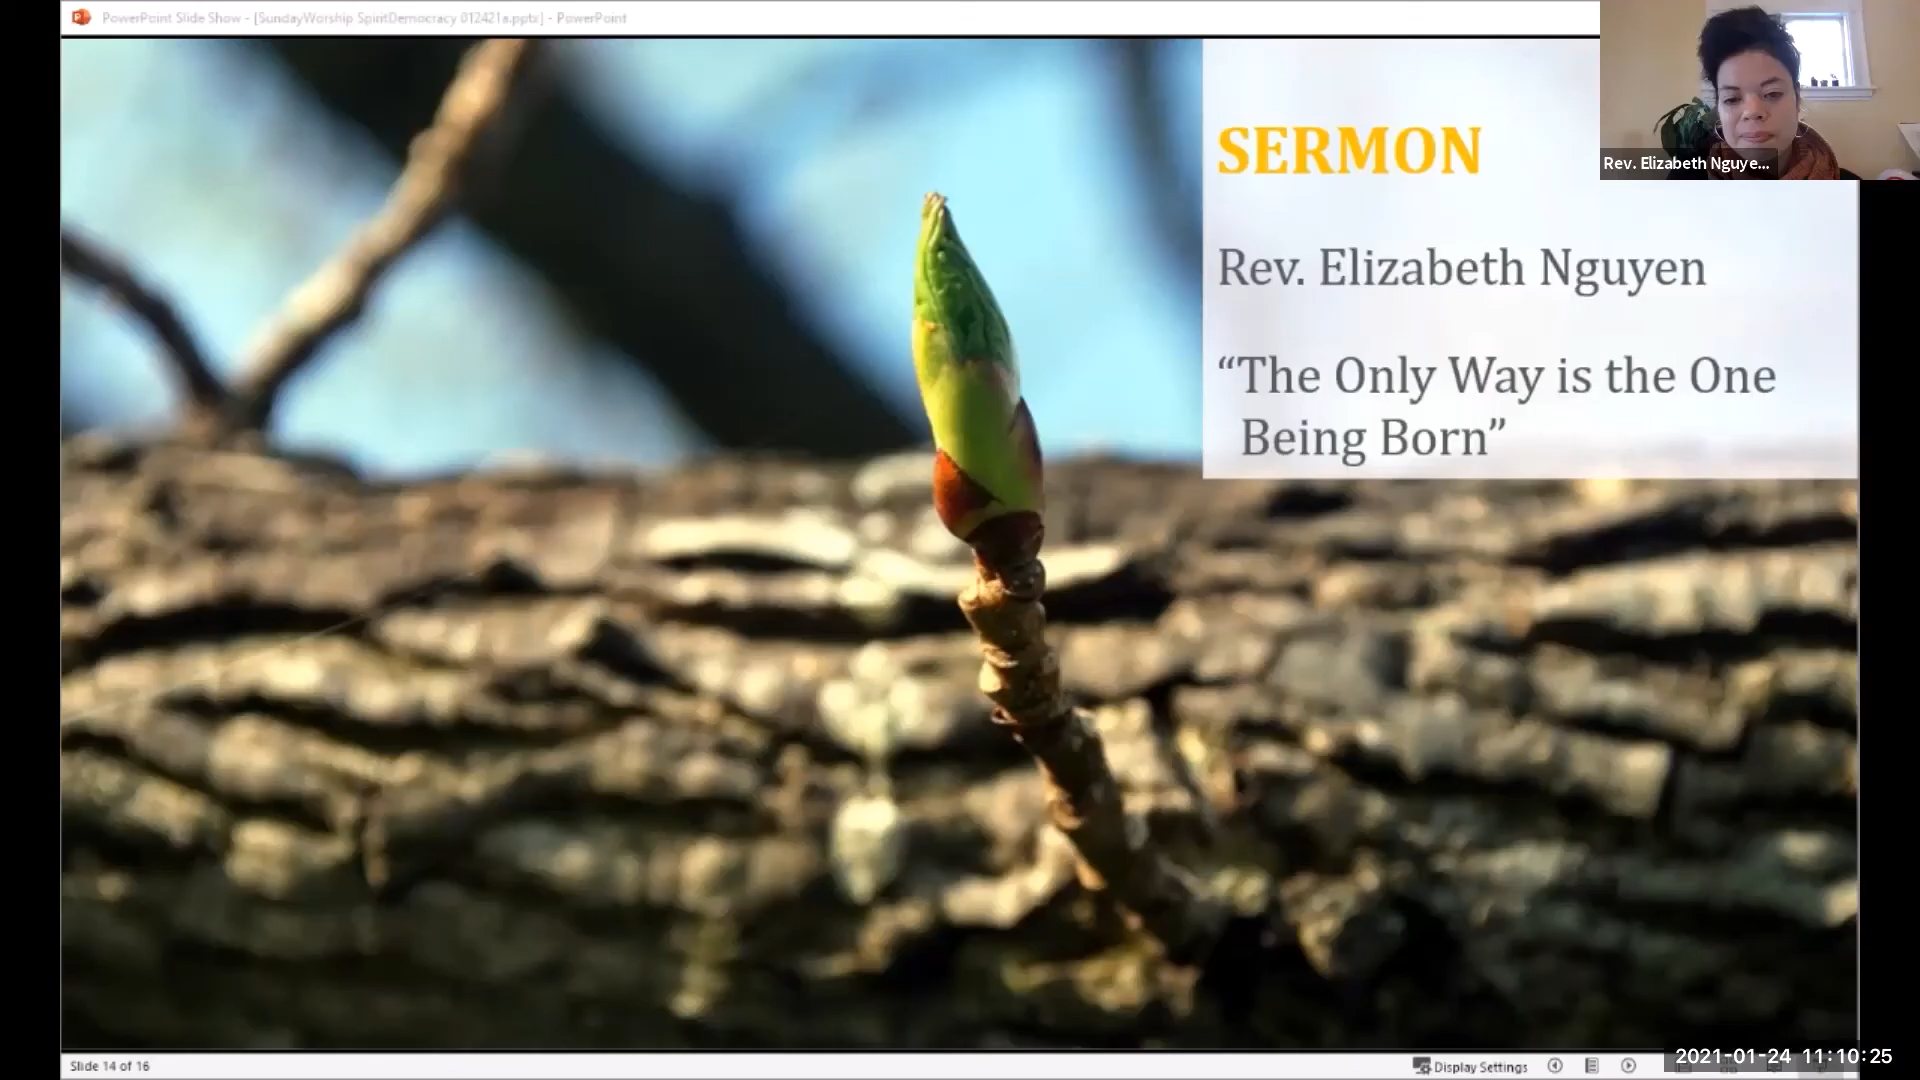 PowerPoint Slide Show - [SundayWorship SpiritDemocracy 012421a.pptx] - PowerPoint
SERMON
Rev. Elizabeth Nguye...
Rev. Elizabeth Nguyen
“The Only Way is the One
Being Born”
Slide 14 of 16
Display Settings
2021-01-24 11:10:25